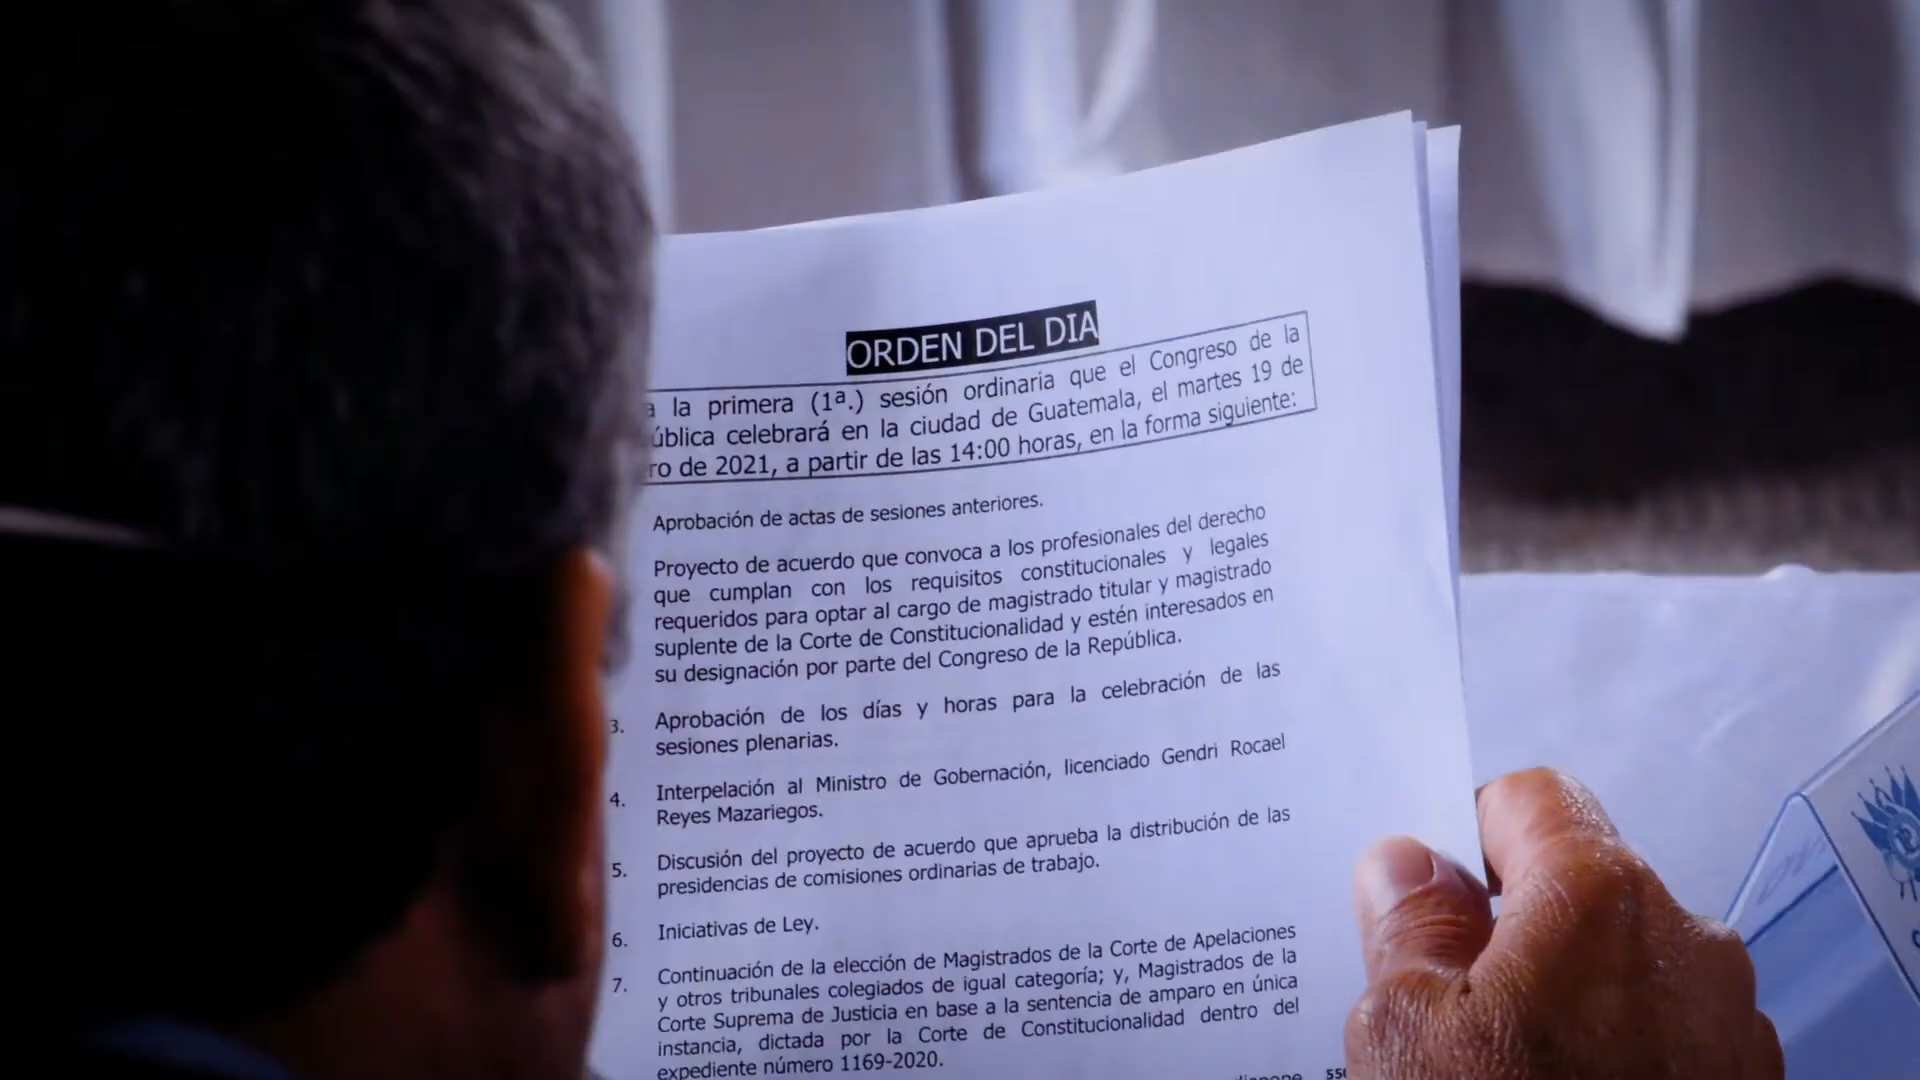 ORDEN DEL DIA
a la primera (1ª.) sesión ordinaria que el Congreso de la
ública celebrará en la ciudad de Guatemala, el martes 19 de
ro de 2021, a partir de las 14:00 horas, en la forma siguiente:
Aprobación de actas de sesiones anteriores.
Proyecto de acuerdo que convoca a los profesionales del derecho
que cumplan con los requisitos constitucionales y legales
requeridos para optar al cargo de magistrado titular y magistrado
suplente de la Corte de Constitucionalidad y estén interesados en
su designación por parte del Congreso de la República.
3. Aprobación de los días y horas para la celebración de las
sesiones plenarias.
4. Interpelación al Ministro de Gobernación, licenciado Gendri Rocael
Reyes Mazariegos.
5. Discusión del proyecto de acuerdo que aprueba la distribución de las
presidencias de comisiones ordinarias de trabajo.
6. Iniciativas de Ley.
7. Continuación de la elección de Magistrados de la Corte de Apelaciones
y otros tribunales colegiados de igual categoría; y, Magistrados de la
Corte Suprema de Justicia en base a la sentencia de amparo en única
instancia, dictada por la Corte de Constitucionalidad dentro del
expediente número 1169-2020.